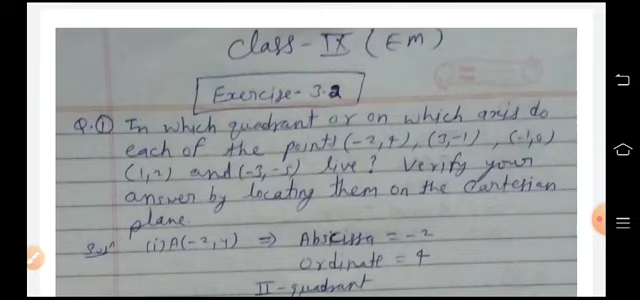 Class - IX (EM)
Exercise - 3.2
Q.① In which quadrant or on which axis do
each of the points (-2,4), (3,-1), (-1,0)
(1,2) and (-3,-5) live? Verify your
answer by locating them on the Cartesian
plane.
Solⁿ (i) A(-2,4) ⇒ Abscissa = -2
Ordinate = 4
II - quadrant